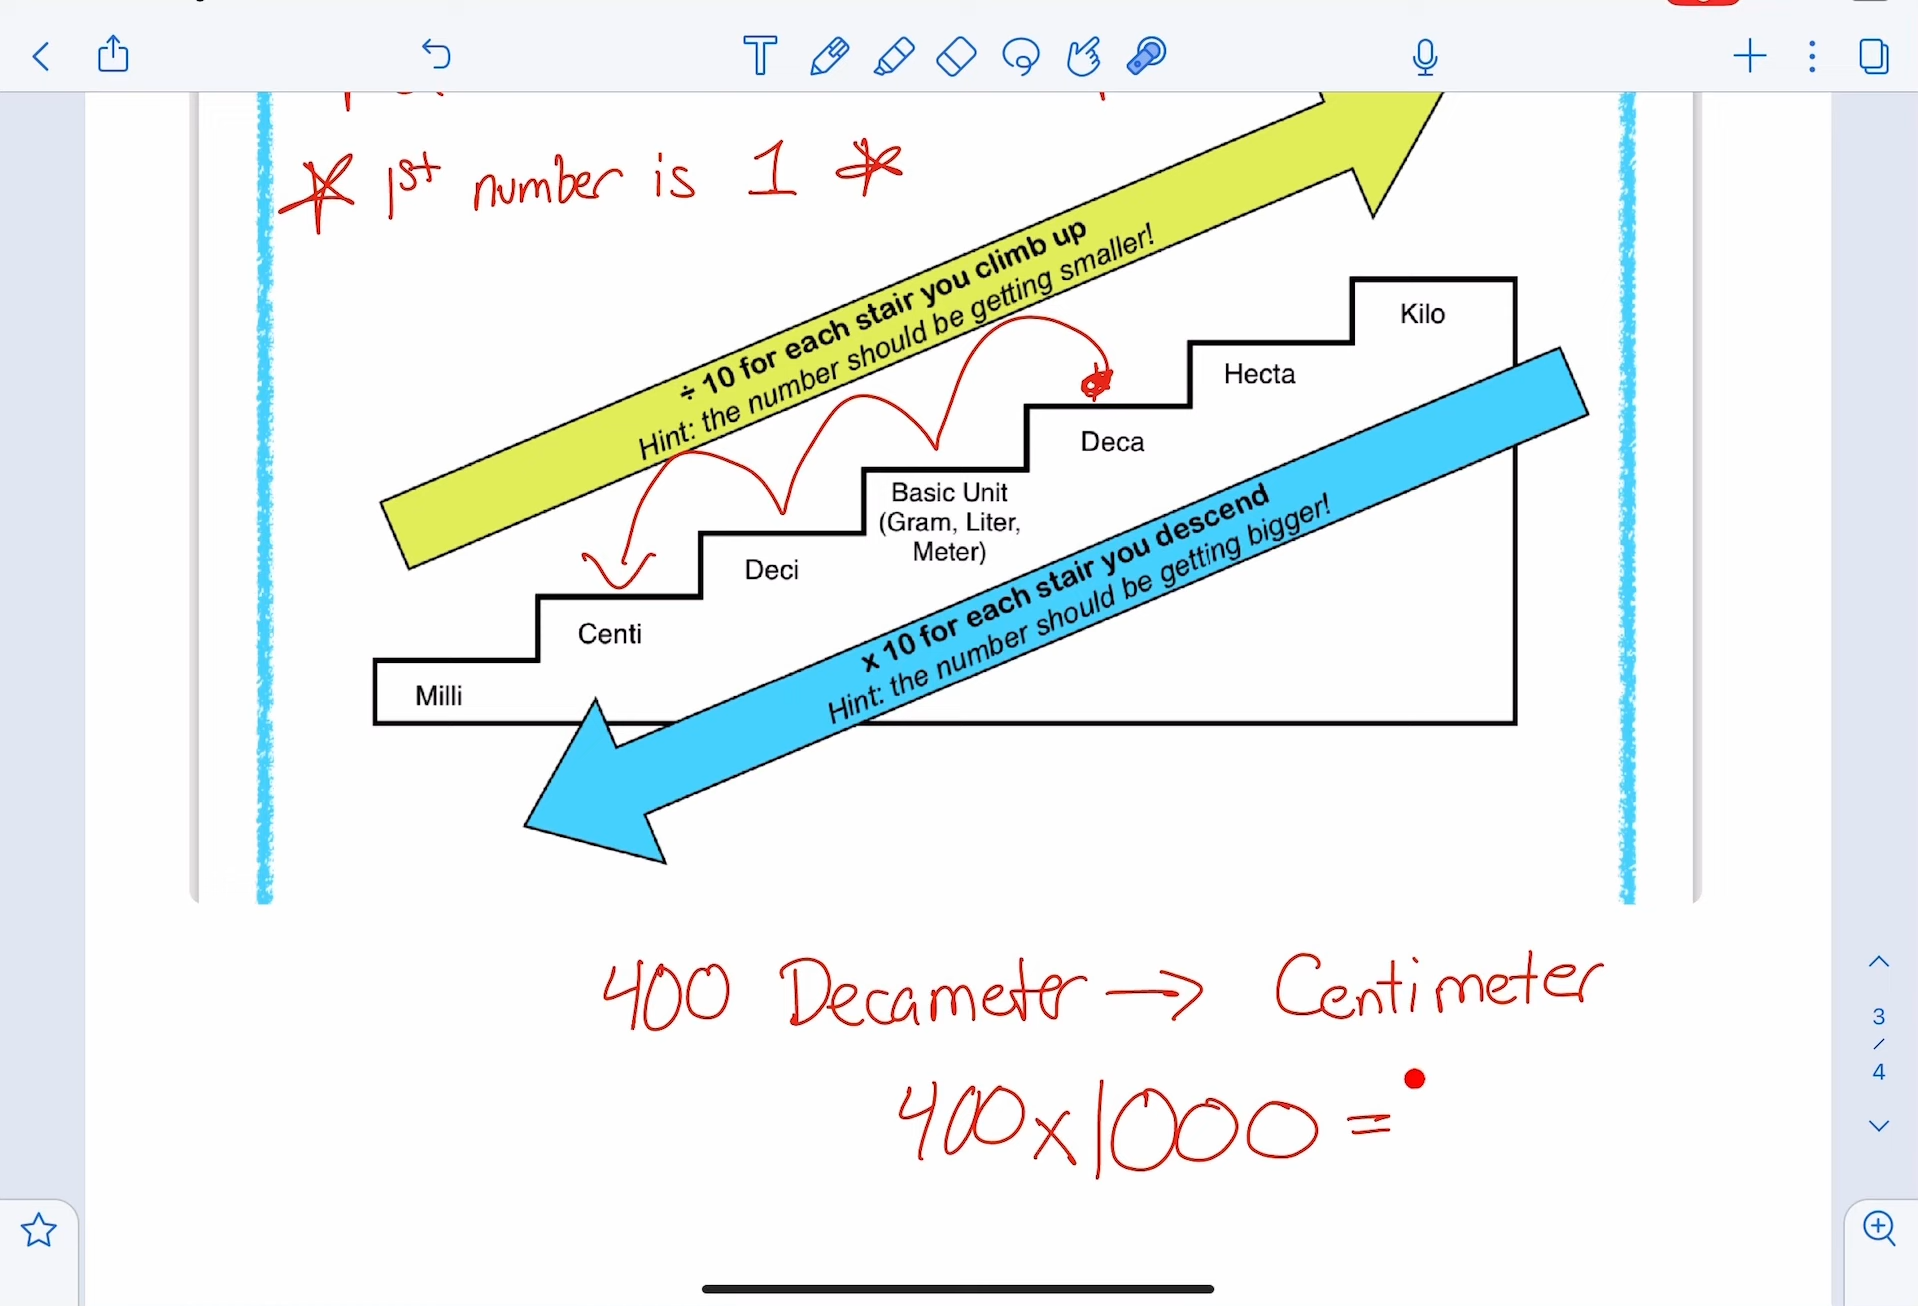 * 1st number is 1 *
÷ 10 for each stair you climb up
Hint: the number should be getting smaller!
Kilo
Hecta
Deca
Basic Unit
(Gram, Liter,
Meter)
Deci
Centi
Milli
x 10 for each stair you descend
Hint: the number should be getting bigger!
400 Decameter → Centimeter
400x1000 =
3
/
4